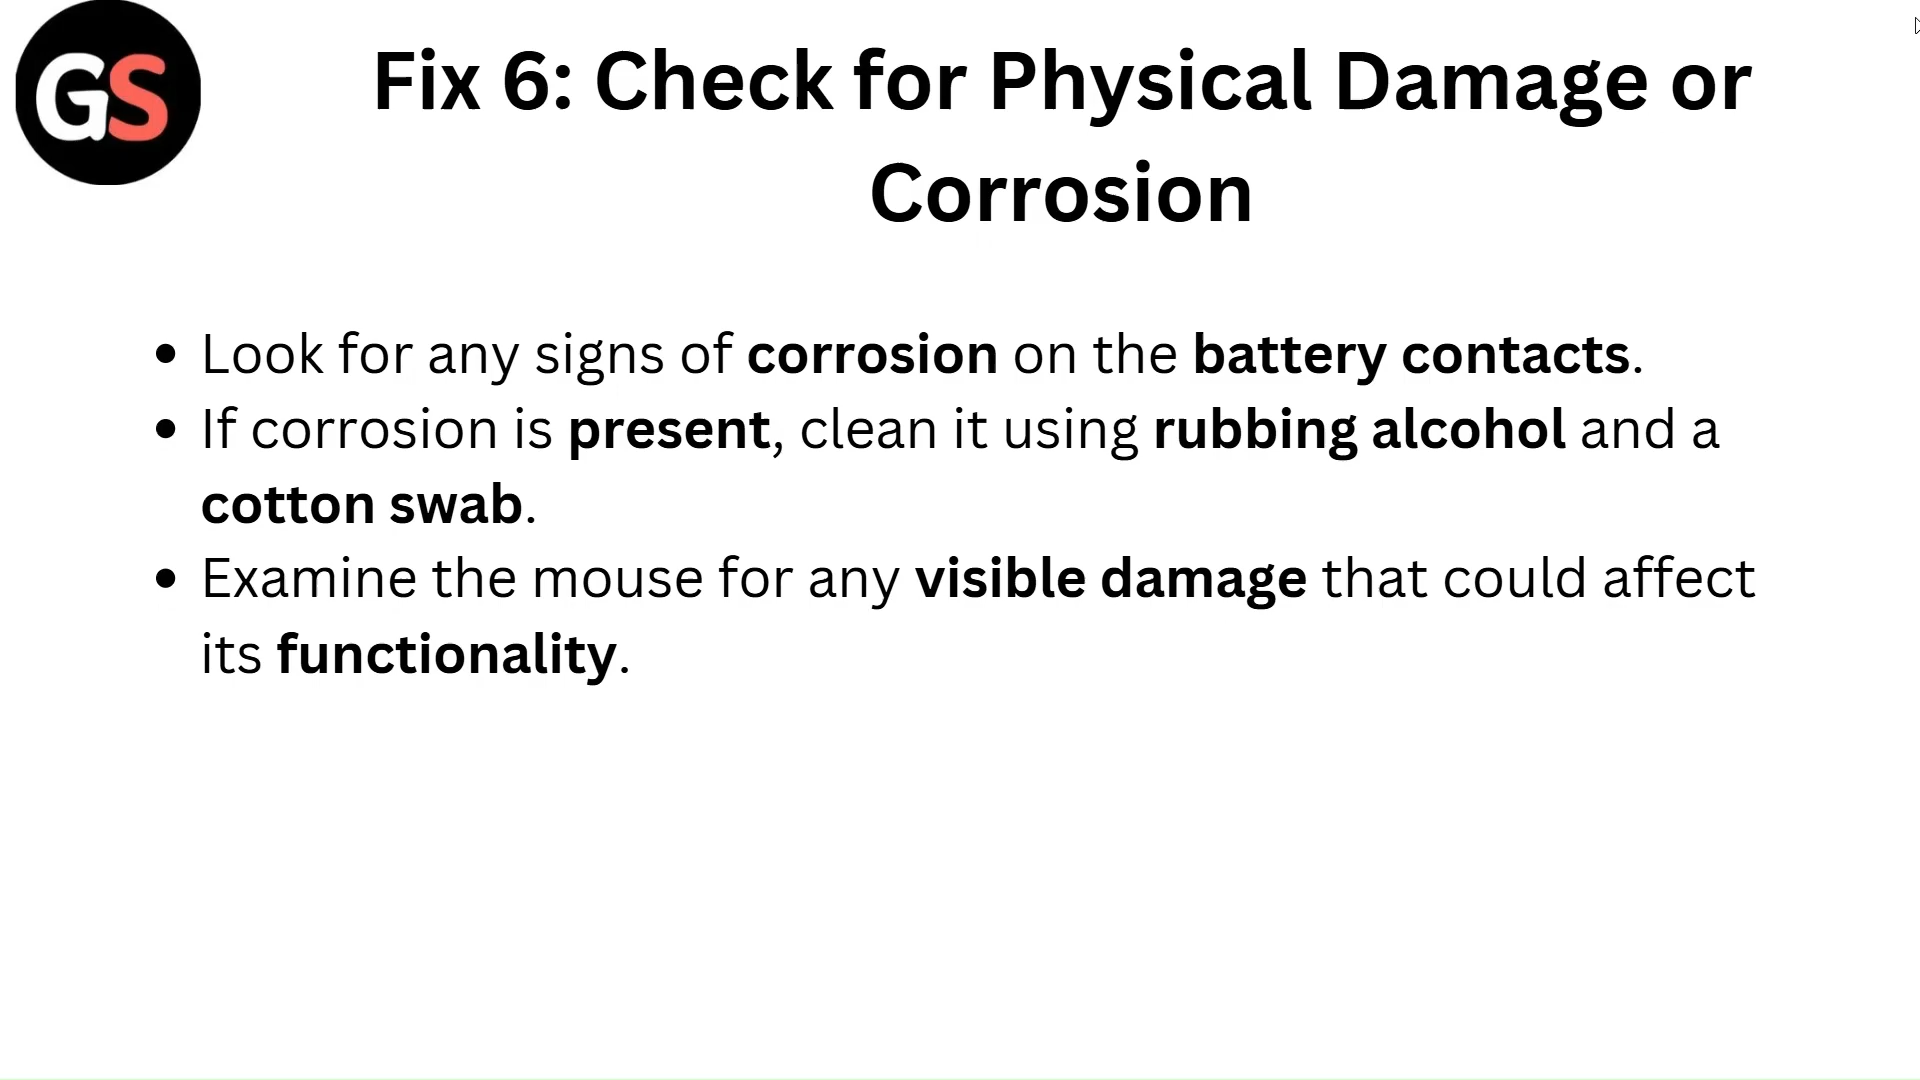 GS
Fix 6: Check for Physical Damage or
Corrosion
• Look for any signs of corrosion on the battery contacts.
• If corrosion is present, clean it using rubbing alcohol and a
cotton swab.
• Examine the mouse for any visible damage that could affect
its functionality.